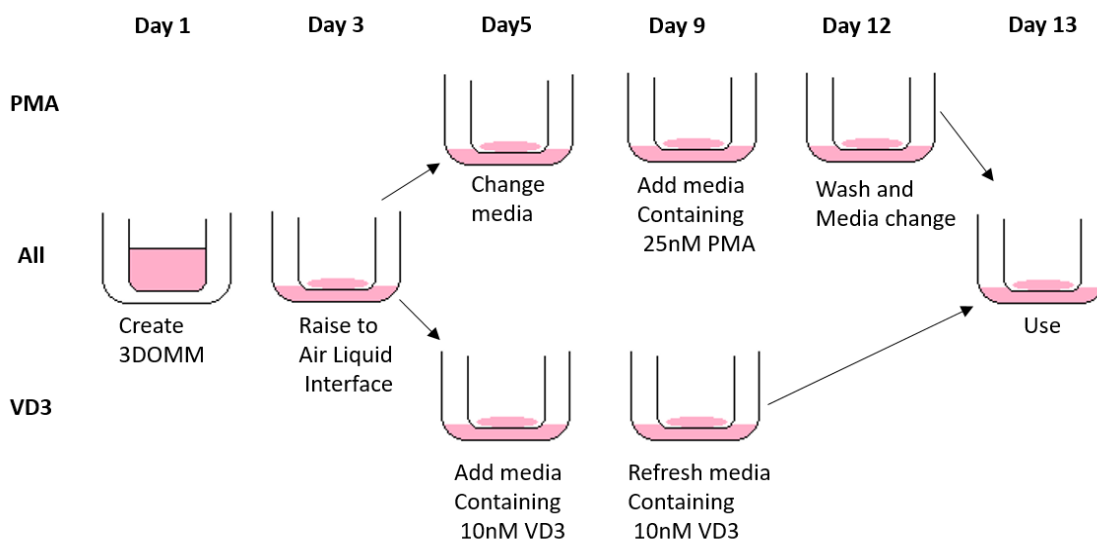 Day 1
Day 3
Day5
Day 9
Day 12
Day 13
PMA
Change
media
Add media
Containing
25nM PMA
Wash and
Media change
All
Create
3DOMM
Raise to
Air Liquid
Interface
Use
VD3
Add media
Containing
10nM VD3
Refresh media
Containing
10nM VD3